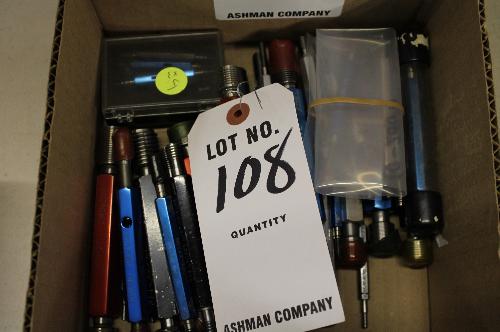 ASHMAN COMPANY
LOT NO.
108
QUANTITY
ASHMAN COMPANY